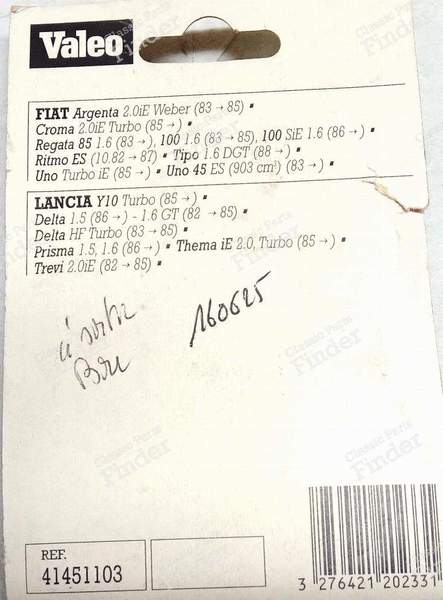 Valeo
FIAT Argenta 2.0iE Weber (83 → 85) ▪
Croma 2.0iE Turbo (85 →) ▪
Regata 85 1.6 (83 →), 100 1.6 (83 → 85), 100 SiE 1.6 (86 →) ▪
Ritmo ES (10.82 → 87) ▪ Tipo 1.6 DGT (88 →) ▪
Uno Turbo iE (85 →) ▪ Uno 45 ES (903 cm³) (83 →) ▪
LANCIA Y10 Turbo (85 →) ▪
Delta 1.5 (86 →) - 1.6 GT (82 → 85) ▪
Delta HF Turbo (83 → 85) ▪
Prisma 1.5, 1.6 (86 →) ▪ Thema iE 2.0, Turbo (85 →) ▪
Trevi 2.0iE (82 → 85) ▪
160625
REF.
41451103
3 276421 202331
Classic Parts
Finder